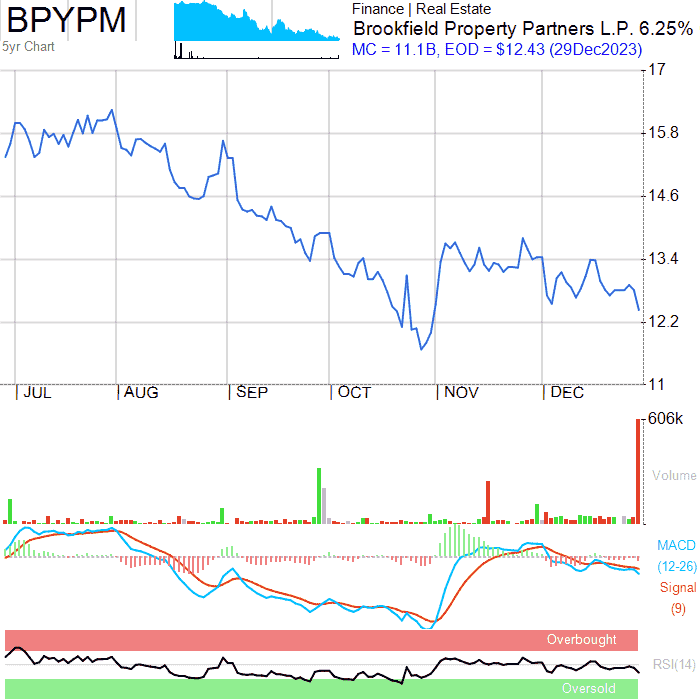 BPYPM
5yr Chart
Finance | Real Estate
Brookfield Property Partners L.P. 6.25%
MC = 11.1B, EOD = $12.43 (29Dec2023)
17
15.8
14.6
13.4
12.2
11
|JUL |AUG |SEP |OCT |NOV |DEC
606k
Volume
MACD
(12-26)
Signal
(9)
Overbought
RSI(14)
Oversold